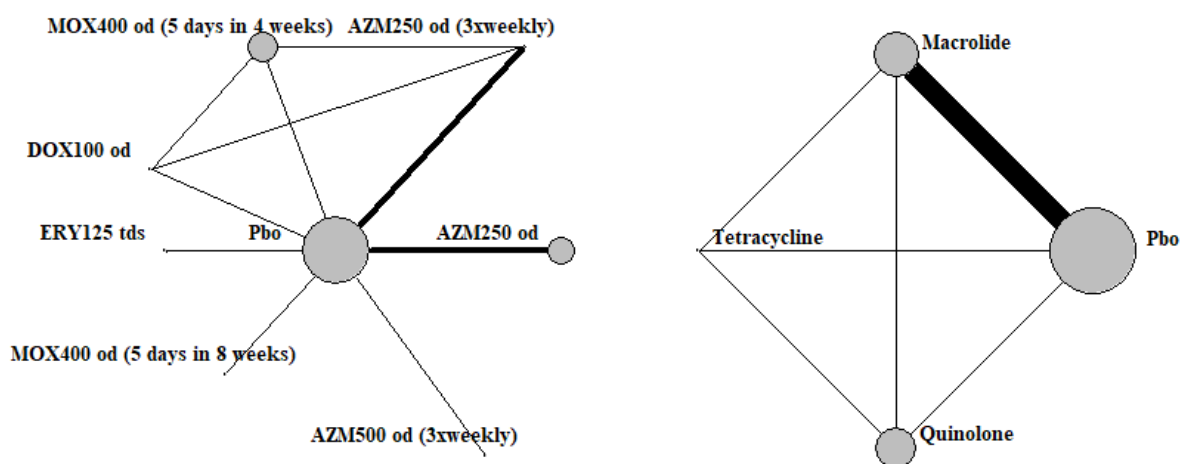 MOX400 od (5 days in 4 weeks)
AZM250 od (3xweekly)
DOX100 od
ERY125 tds
Pbo
AZM250 od
MOX400 od (5 days in 8 weeks)
AZM500 od (3xweekly)
Macrolide
Tetracycline
Pbo
Quinolone